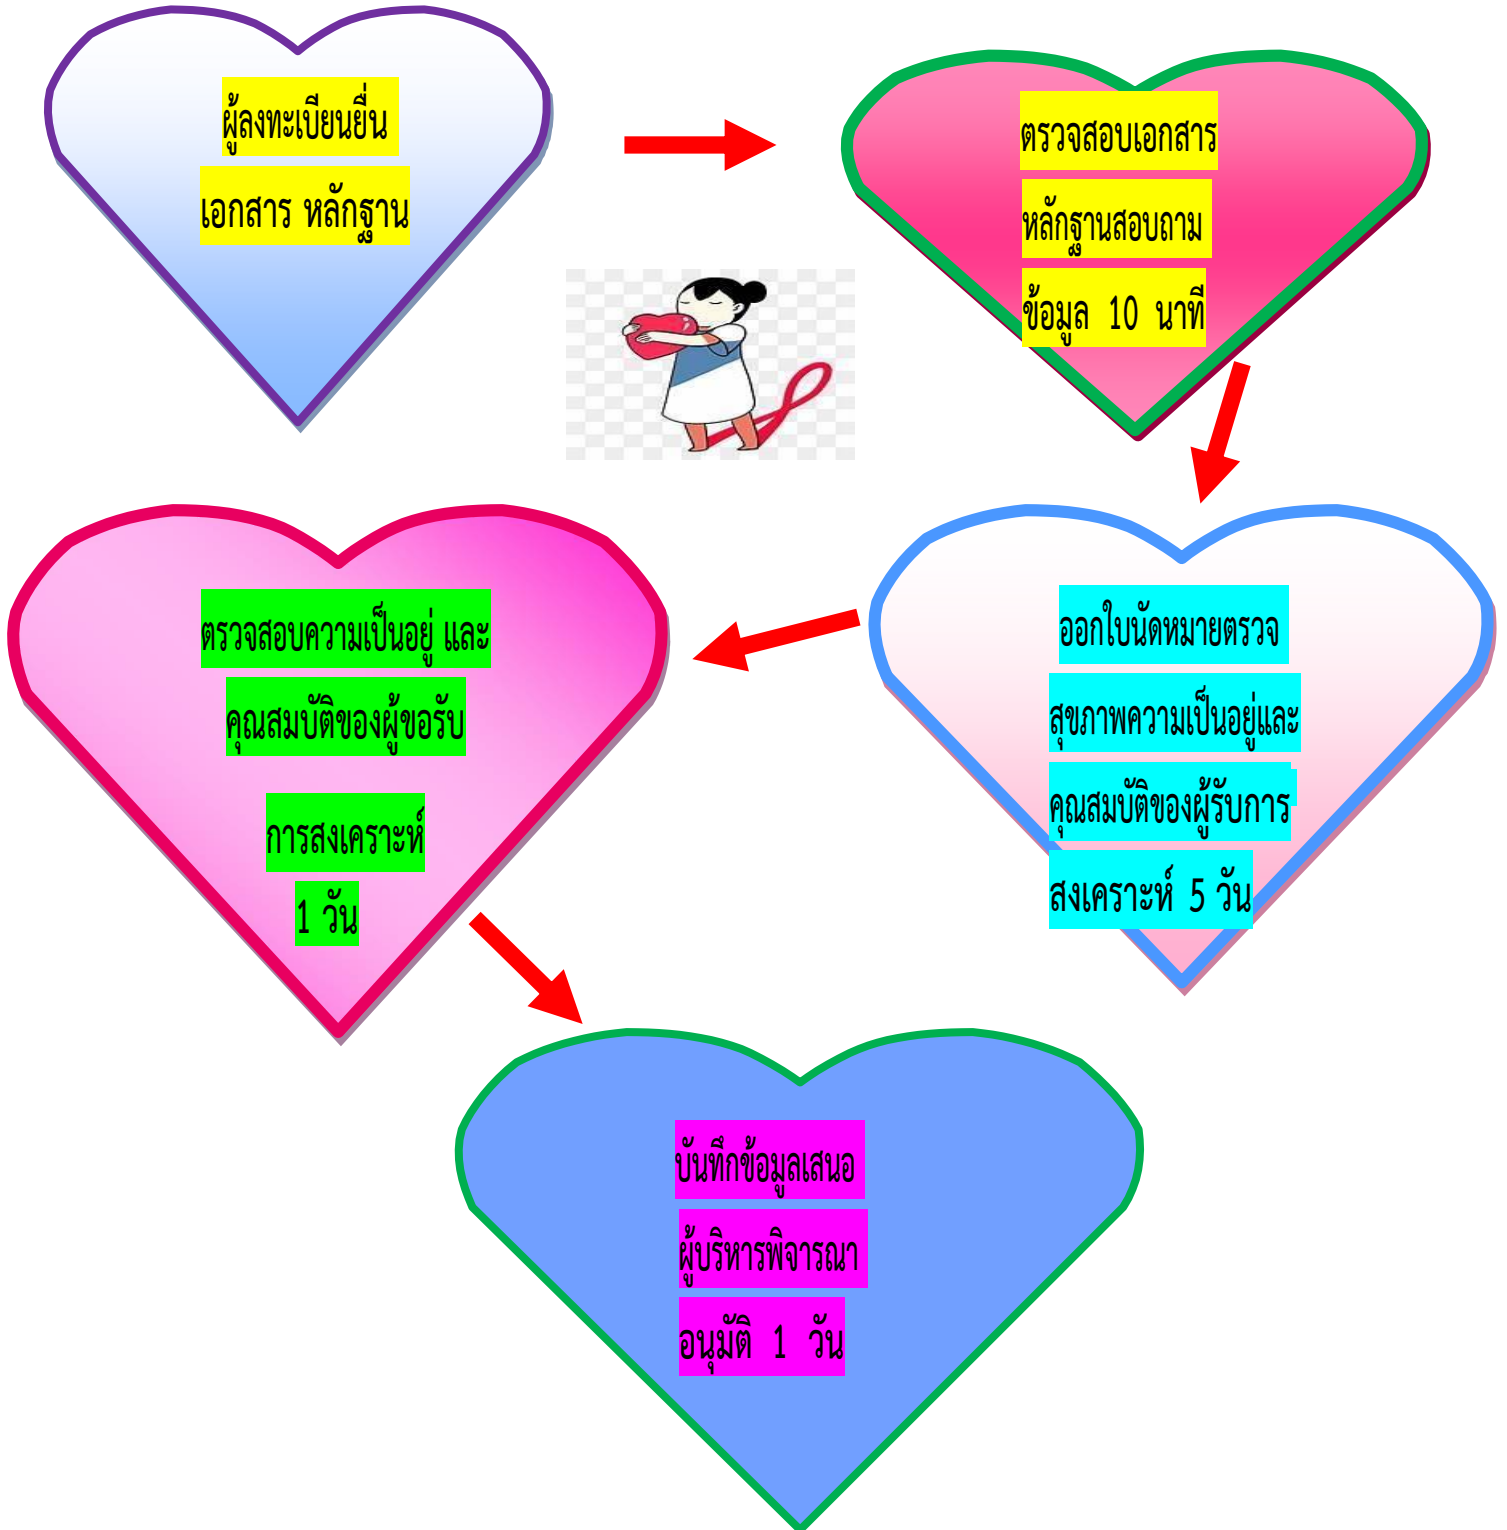 ผู้ลงทะเบียนยื่น
เอกสาร หลักฐาน
ตรวจสอบเอกสาร
หลักฐานสอบถาม
ข้อมูล 10 นาที
ออกใบนัดหมายตรวจ
สุขภาพความเป็นอยู่และ
คุณสมบัติของผู้รับการ
สงเคราะห์ 5 วัน
ตรวจสอบความเป็นอยู่ และ
คุณสมบัติของผู้ขอรับ
การสงเคราะห์
1 วัน
บันทึกข้อมูลเสนอ
ผู้บริหารพิจารณา
อนุมัติ 1 วัน